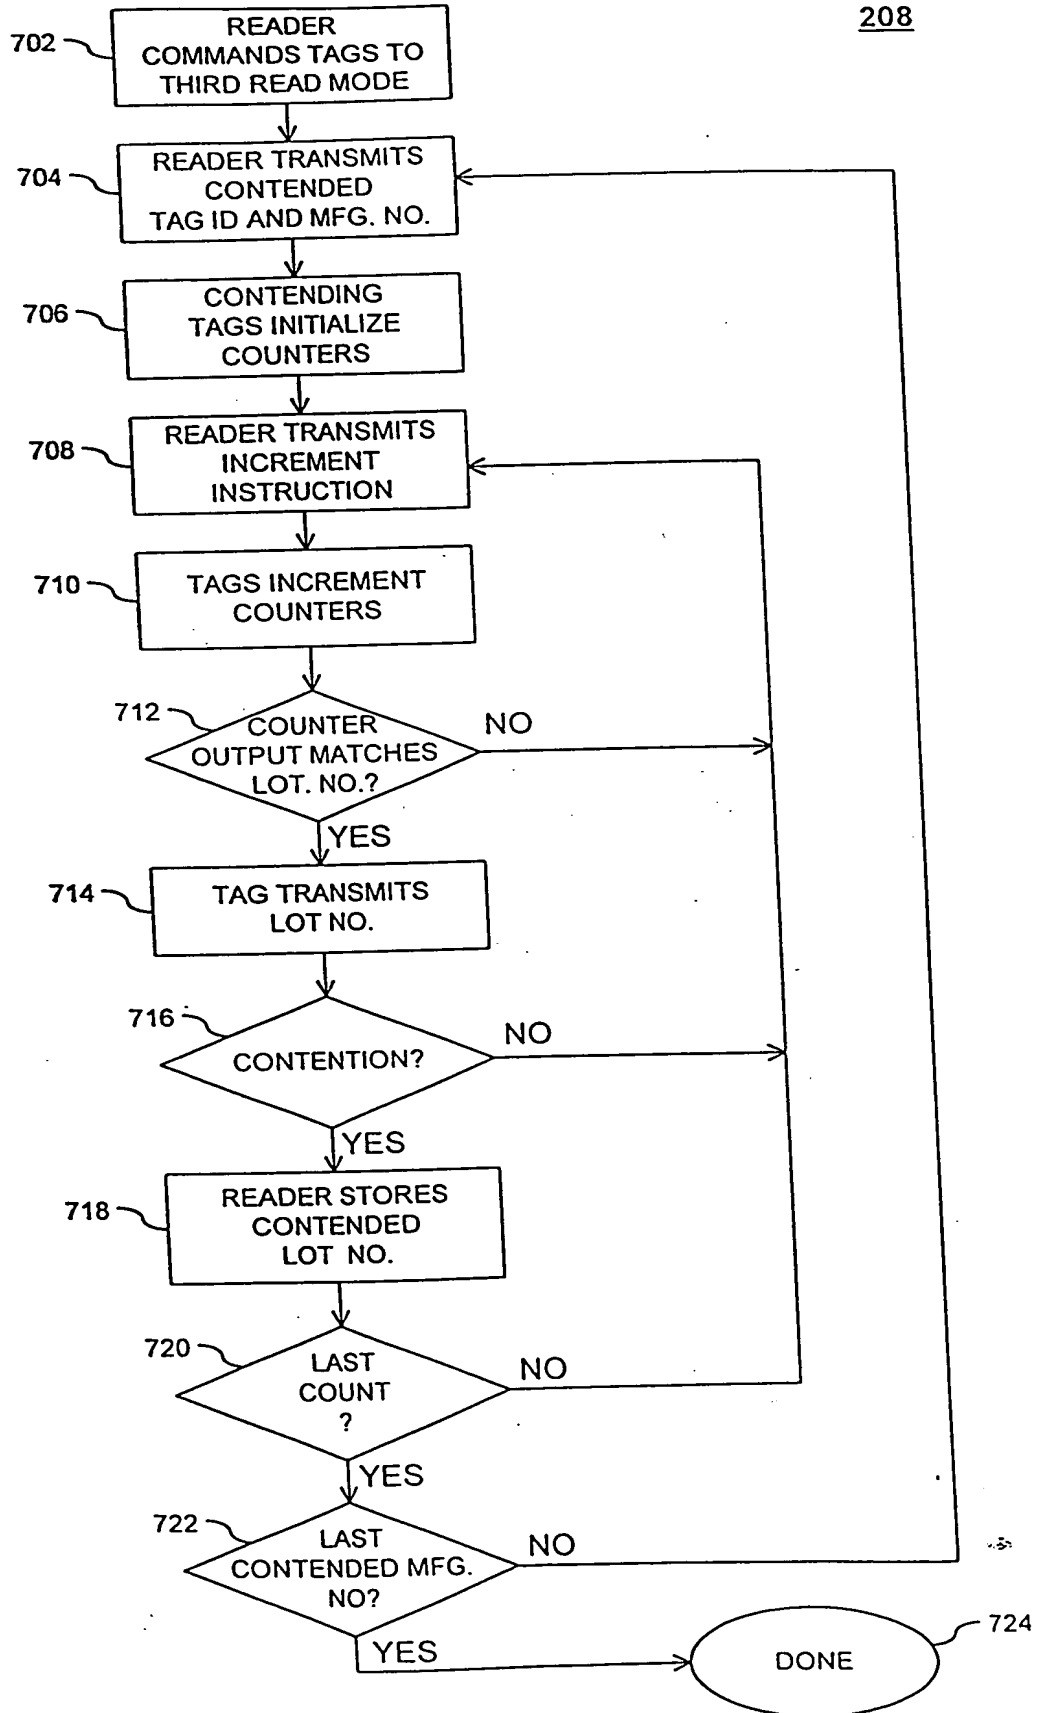 208
702
READER
COMMANDS TAGS TO
THIRD READ MODE
704
READER TRANSMITS
CONTENDED
TAG ID AND MFG. NO.
706
CONTENDING
TAGS INITIALIZE
COUNTERS
708
READER TRANSMITS
INCREMENT
INSTRUCTION
710
TAGS INCREMENT
COUNTERS
712
COUNTER
OUTPUT MATCHES
LOT. NO.?
NO
YES
714
TAG TRANSMITS
LOT NO.
716
CONTENTION?
NO
YES
718
READER STORES
CONTENDED
LOT NO.
720
LAST
COUNT
?
NO
YES
722
LAST
CONTENDED MFG.
NO?
NO
YES
724
DONE